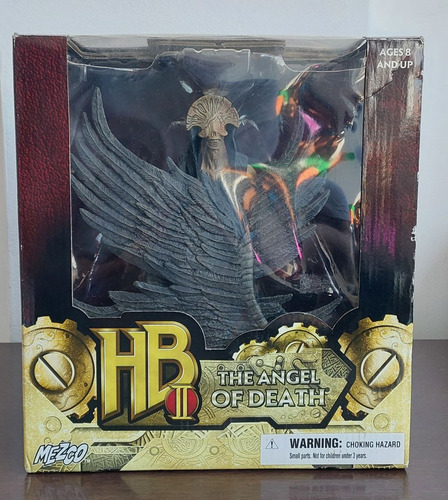 AGES 8
AND UP
HB
II
THE ANGEL
OF DEATH
MEZCO
WARNING: CHOKING HAZARD
Small parts. Not for children under 3 years.